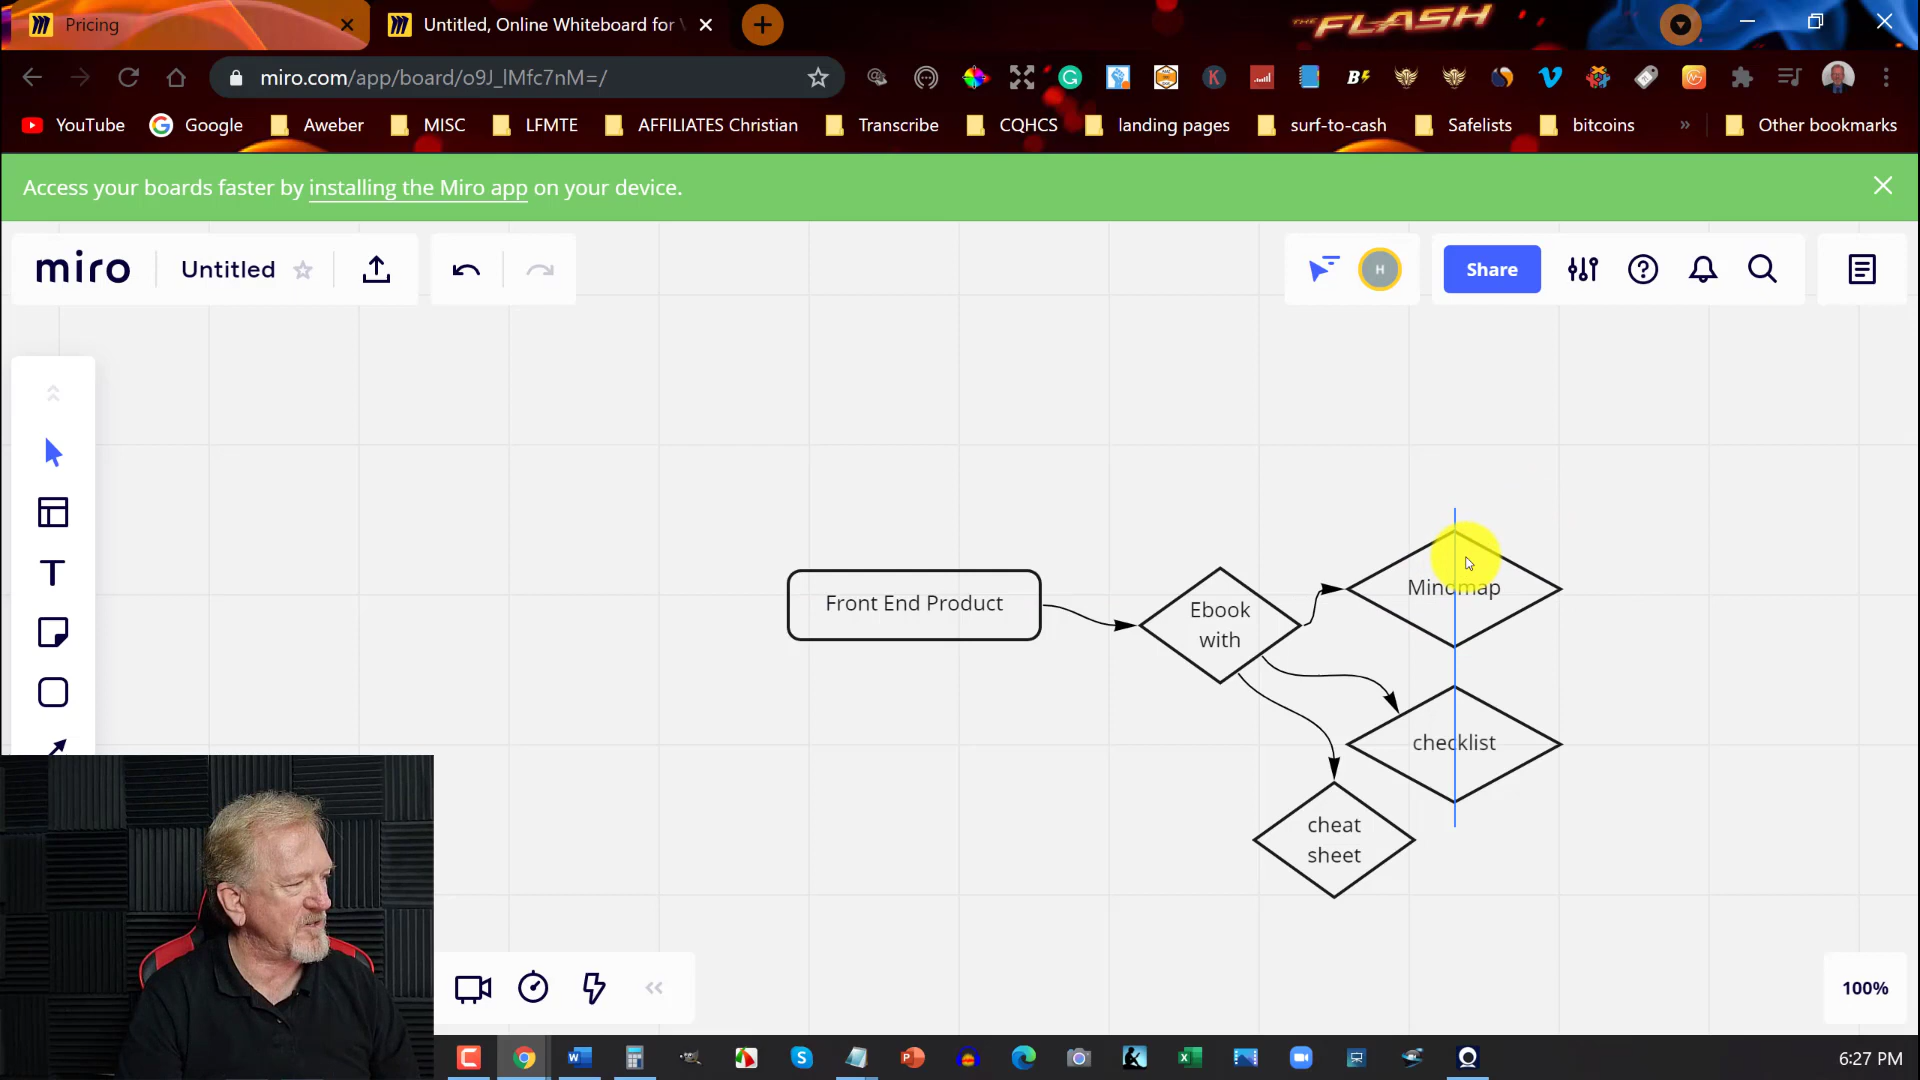 Pricing
Untitled, Online Whiteboard for
THE FLASH
miro.com/app/board/o9J_lMfc7nM=/
YouTube
Google
Aweber
MISC
LFMTE
AFFILIATES Christian
Transcribe
CQHCS
landing pages
surf-to-cash
Safelists
bitcoins
»
Other bookmarks
Access your boards faster by installing the Miro app on your device.
miro
Untitled
H
Share
Front End Product
Ebook
with
Mindmap
checklist
cheat
sheet
100%
6:27 PM